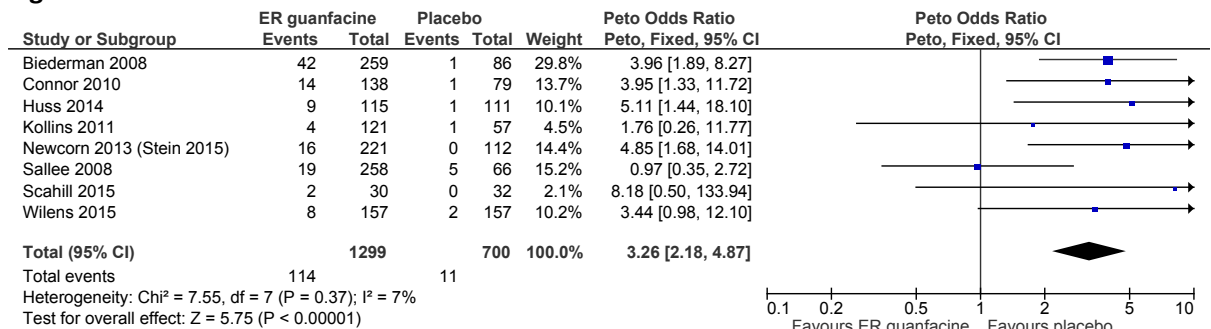 ER guanfacine Placebo Peto Odds Ratio Peto Odds Ratio
Study or Subgroup Events Total Events Total Weight Peto, Fixed, 95% CI Peto, Fixed, 95% CI
Biederman 2008 42 259 1 86 29.8% 3.96 [1.89, 8.27]
Connor 2010 14 138 1 79 13.7% 3.95 [1.33, 11.72]
Huss 2014 9 115 1 111 10.1% 5.11 [1.44, 18.10]
Kollins 2011 4 121 1 57 4.5% 1.76 [0.26, 11.77]
Newcorn 2013 (Stein 2015) 16 221 0 112 14.4% 4.85 [1.68, 14.01]
Sallee 2008 19 258 5 66 15.2% 0.97 [0.35, 2.72]
Scahill 2015 2 30 0 32 2.1% 8.18 [0.50, 133.94]
Wilens 2015 8 157 2 157 10.2% 3.44 [0.98, 12.10]
Total (95% CI) 1299 700 100.0% 3.26 [2.18, 4.87]
Total events 114 11
Heterogeneity: Chi² = 7.55, df = 7 (P = 0.37); I² = 7%
Test for overall effect: Z = 5.75 (P < 0.00001)
0.1 0.2 0.5 1 2 5 10
Favours ER guanfacine Favours placebo